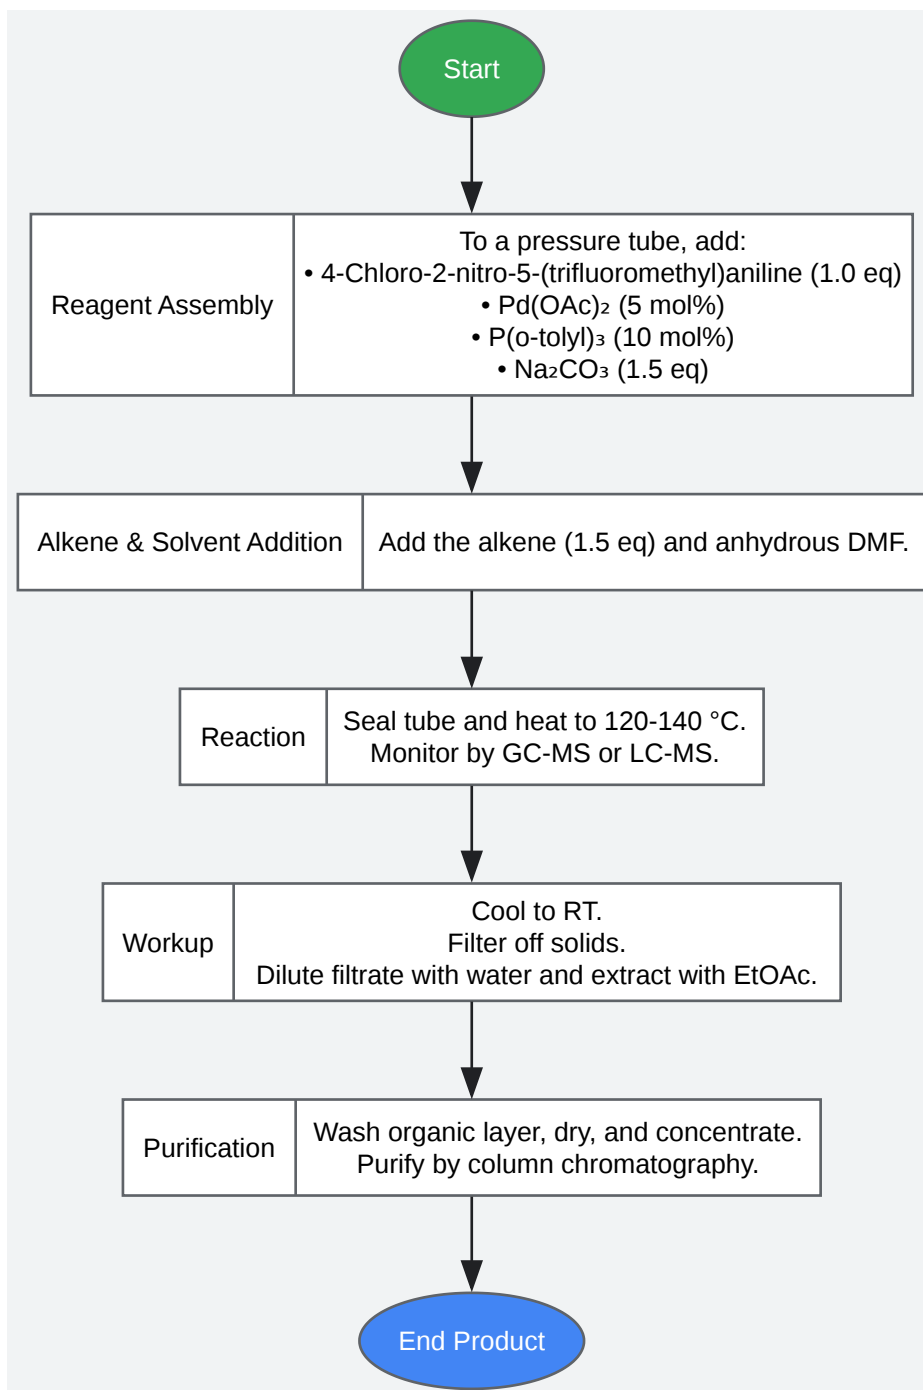 Start
Reagent Assembly
To a pressure tube, add:
• 4-Chloro-2-nitro-5-(trifluoromethyl)aniline (1.0 eq)
• Pd(OAc)₂ (5 mol%)
• P(o-tolyl)₃ (10 mol%)
• Na₂CO₃ (1.5 eq)
Alkene & Solvent Addition
Add the alkene (1.5 eq) and anhydrous DMF.
Reaction
Seal tube and heat to 120-140 °C.
Monitor by GC-MS or LC-MS.
Workup
Cool to RT.
Filter off solids.
Dilute filtrate with water and extract with EtOAc.
Purification
Wash organic layer, dry, and concentrate.
Purify by column chromatography.
End Product